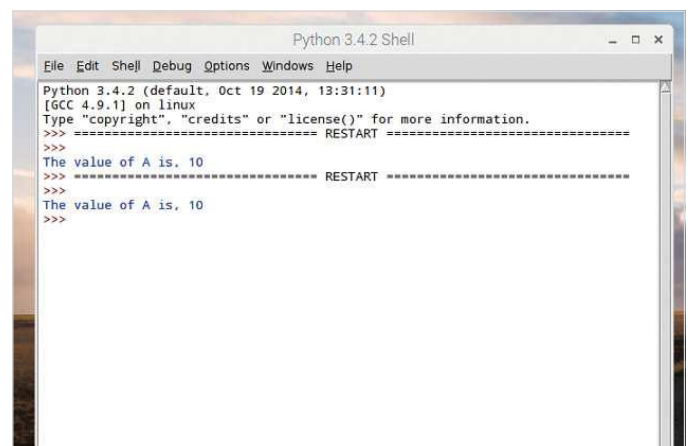 Python 3.4.2 Shell
File Edit Shell Debug Options Windows Help
Python 3.4.2 (default, Oct 19 2014, 13:31:11)
[GCC 4.9.1] on linux
Type "copyright", "credits" or "license()" for more information.
>>> ================================ RESTART ================================
>>>
The value of A is, 10
>>> ================================ RESTART ================================
>>>
The value of A is, 10
>>>